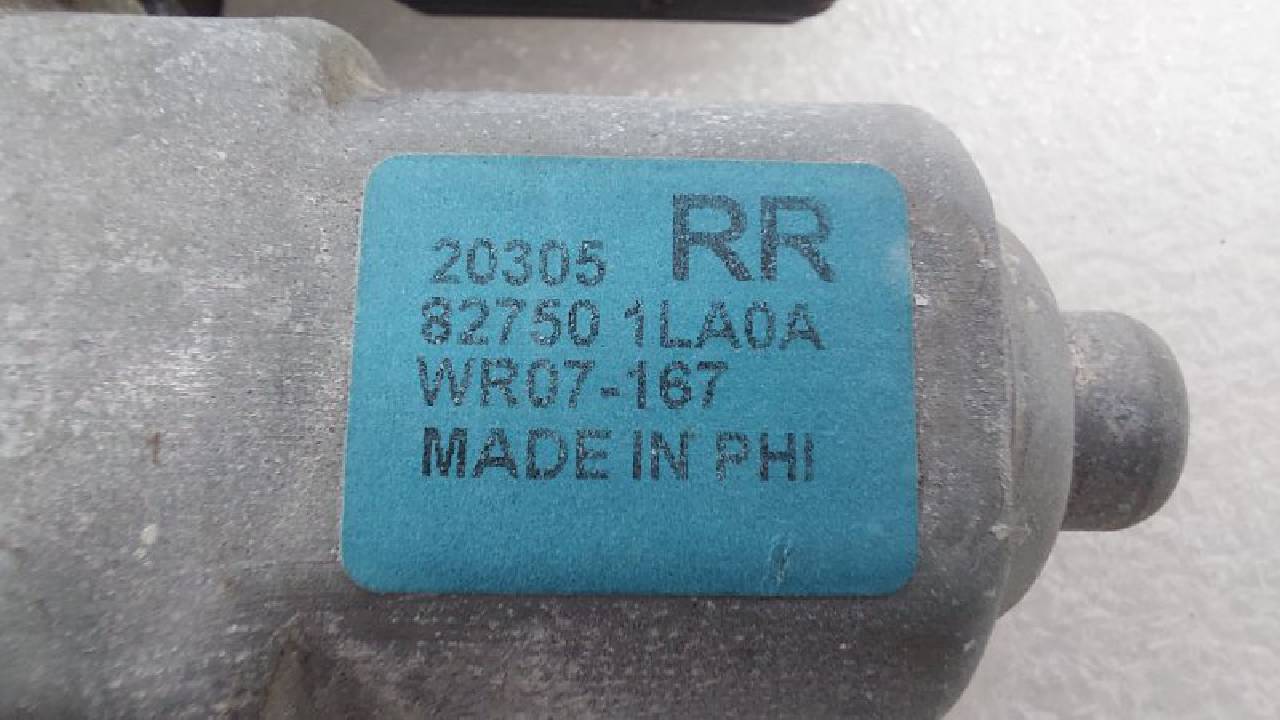 20305 RR
82750 1LA0A
WR07-167
MADE IN PHI